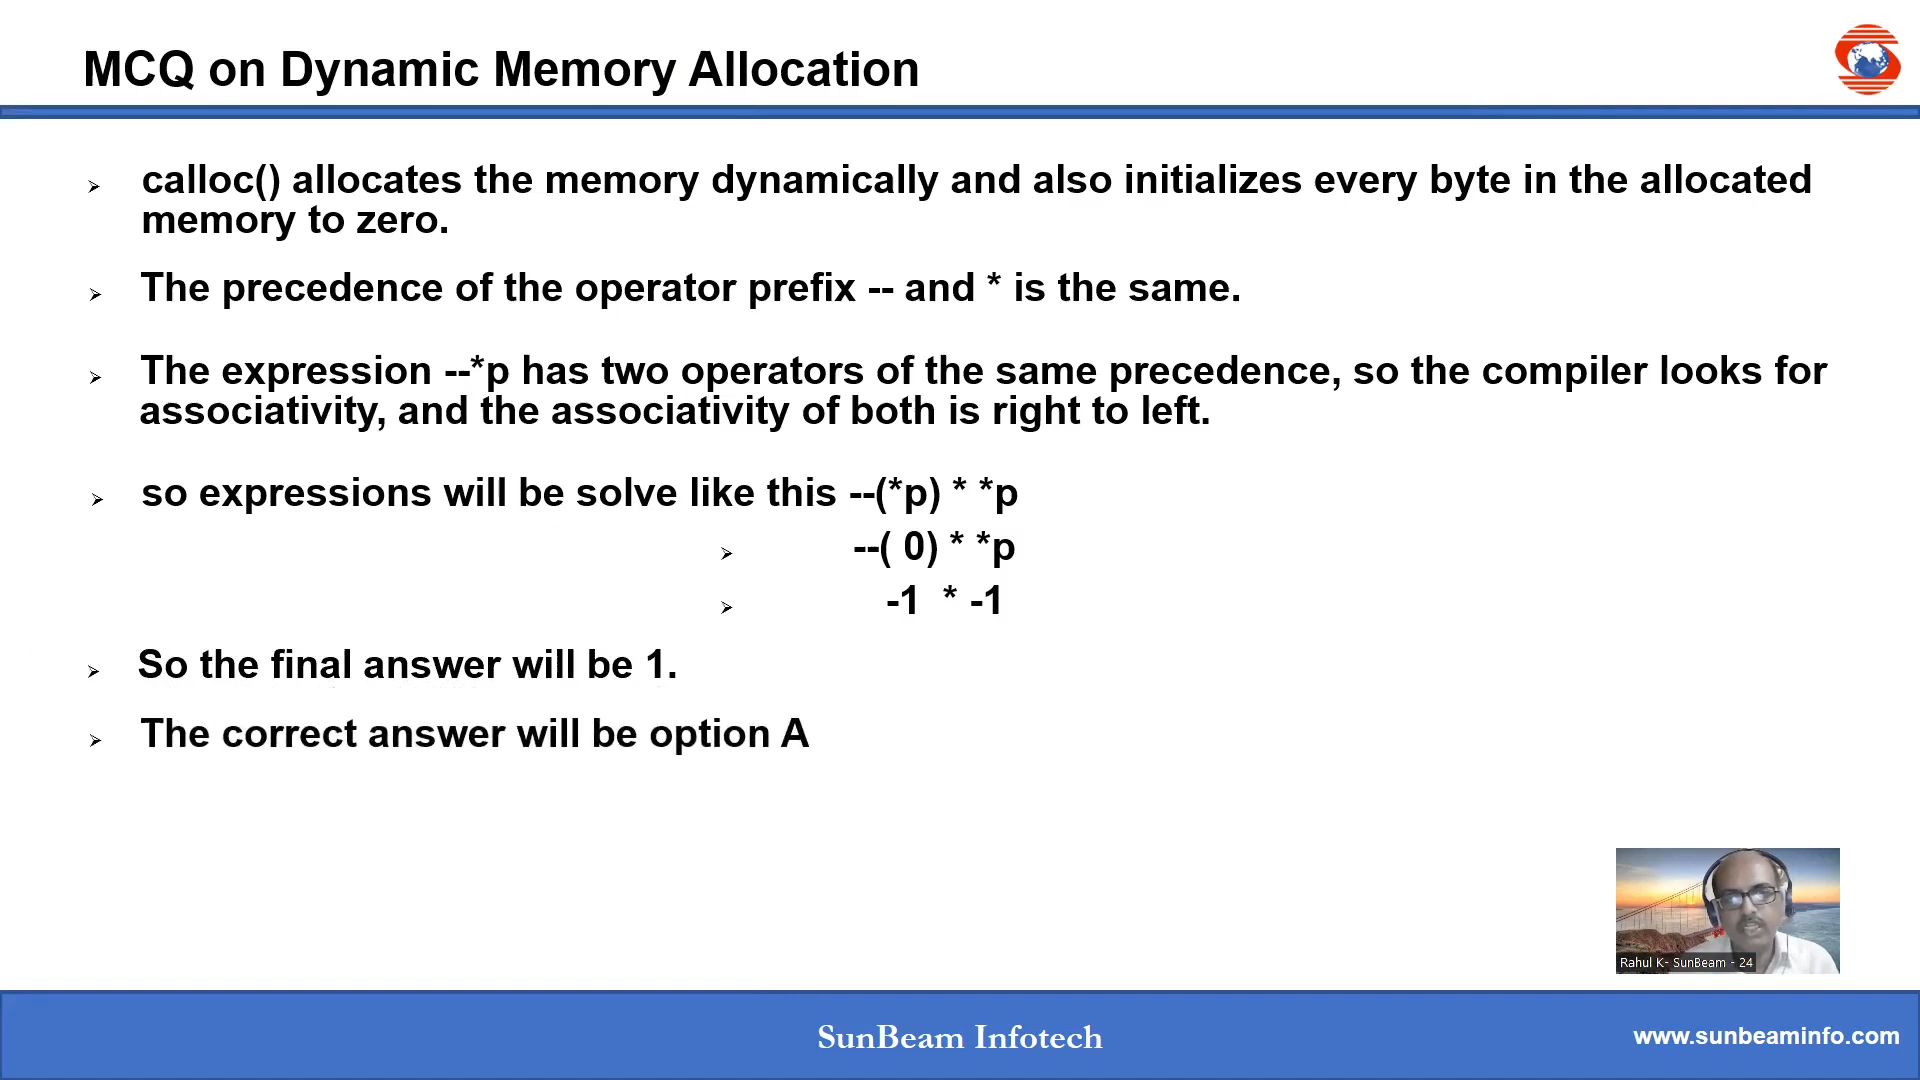 MCQ on Dynamic Memory Allocation
calloc() allocates the memory dynamically and also initializes every byte in the allocated
memory to zero.
The precedence of the operator prefix -- and * is the same.
The expression --*p has two operators of the same precedence, so the compiler looks for
associativity, and the associativity of both is right to left.
so expressions will be solve like this --(*p) * *p
--( 0) * *p
-1 * -1
So the final answer will be 1.
The correct answer will be option A
Rahul K- SunBeam - 24
SunBeam Infotech
www.sunbeaminfo.com